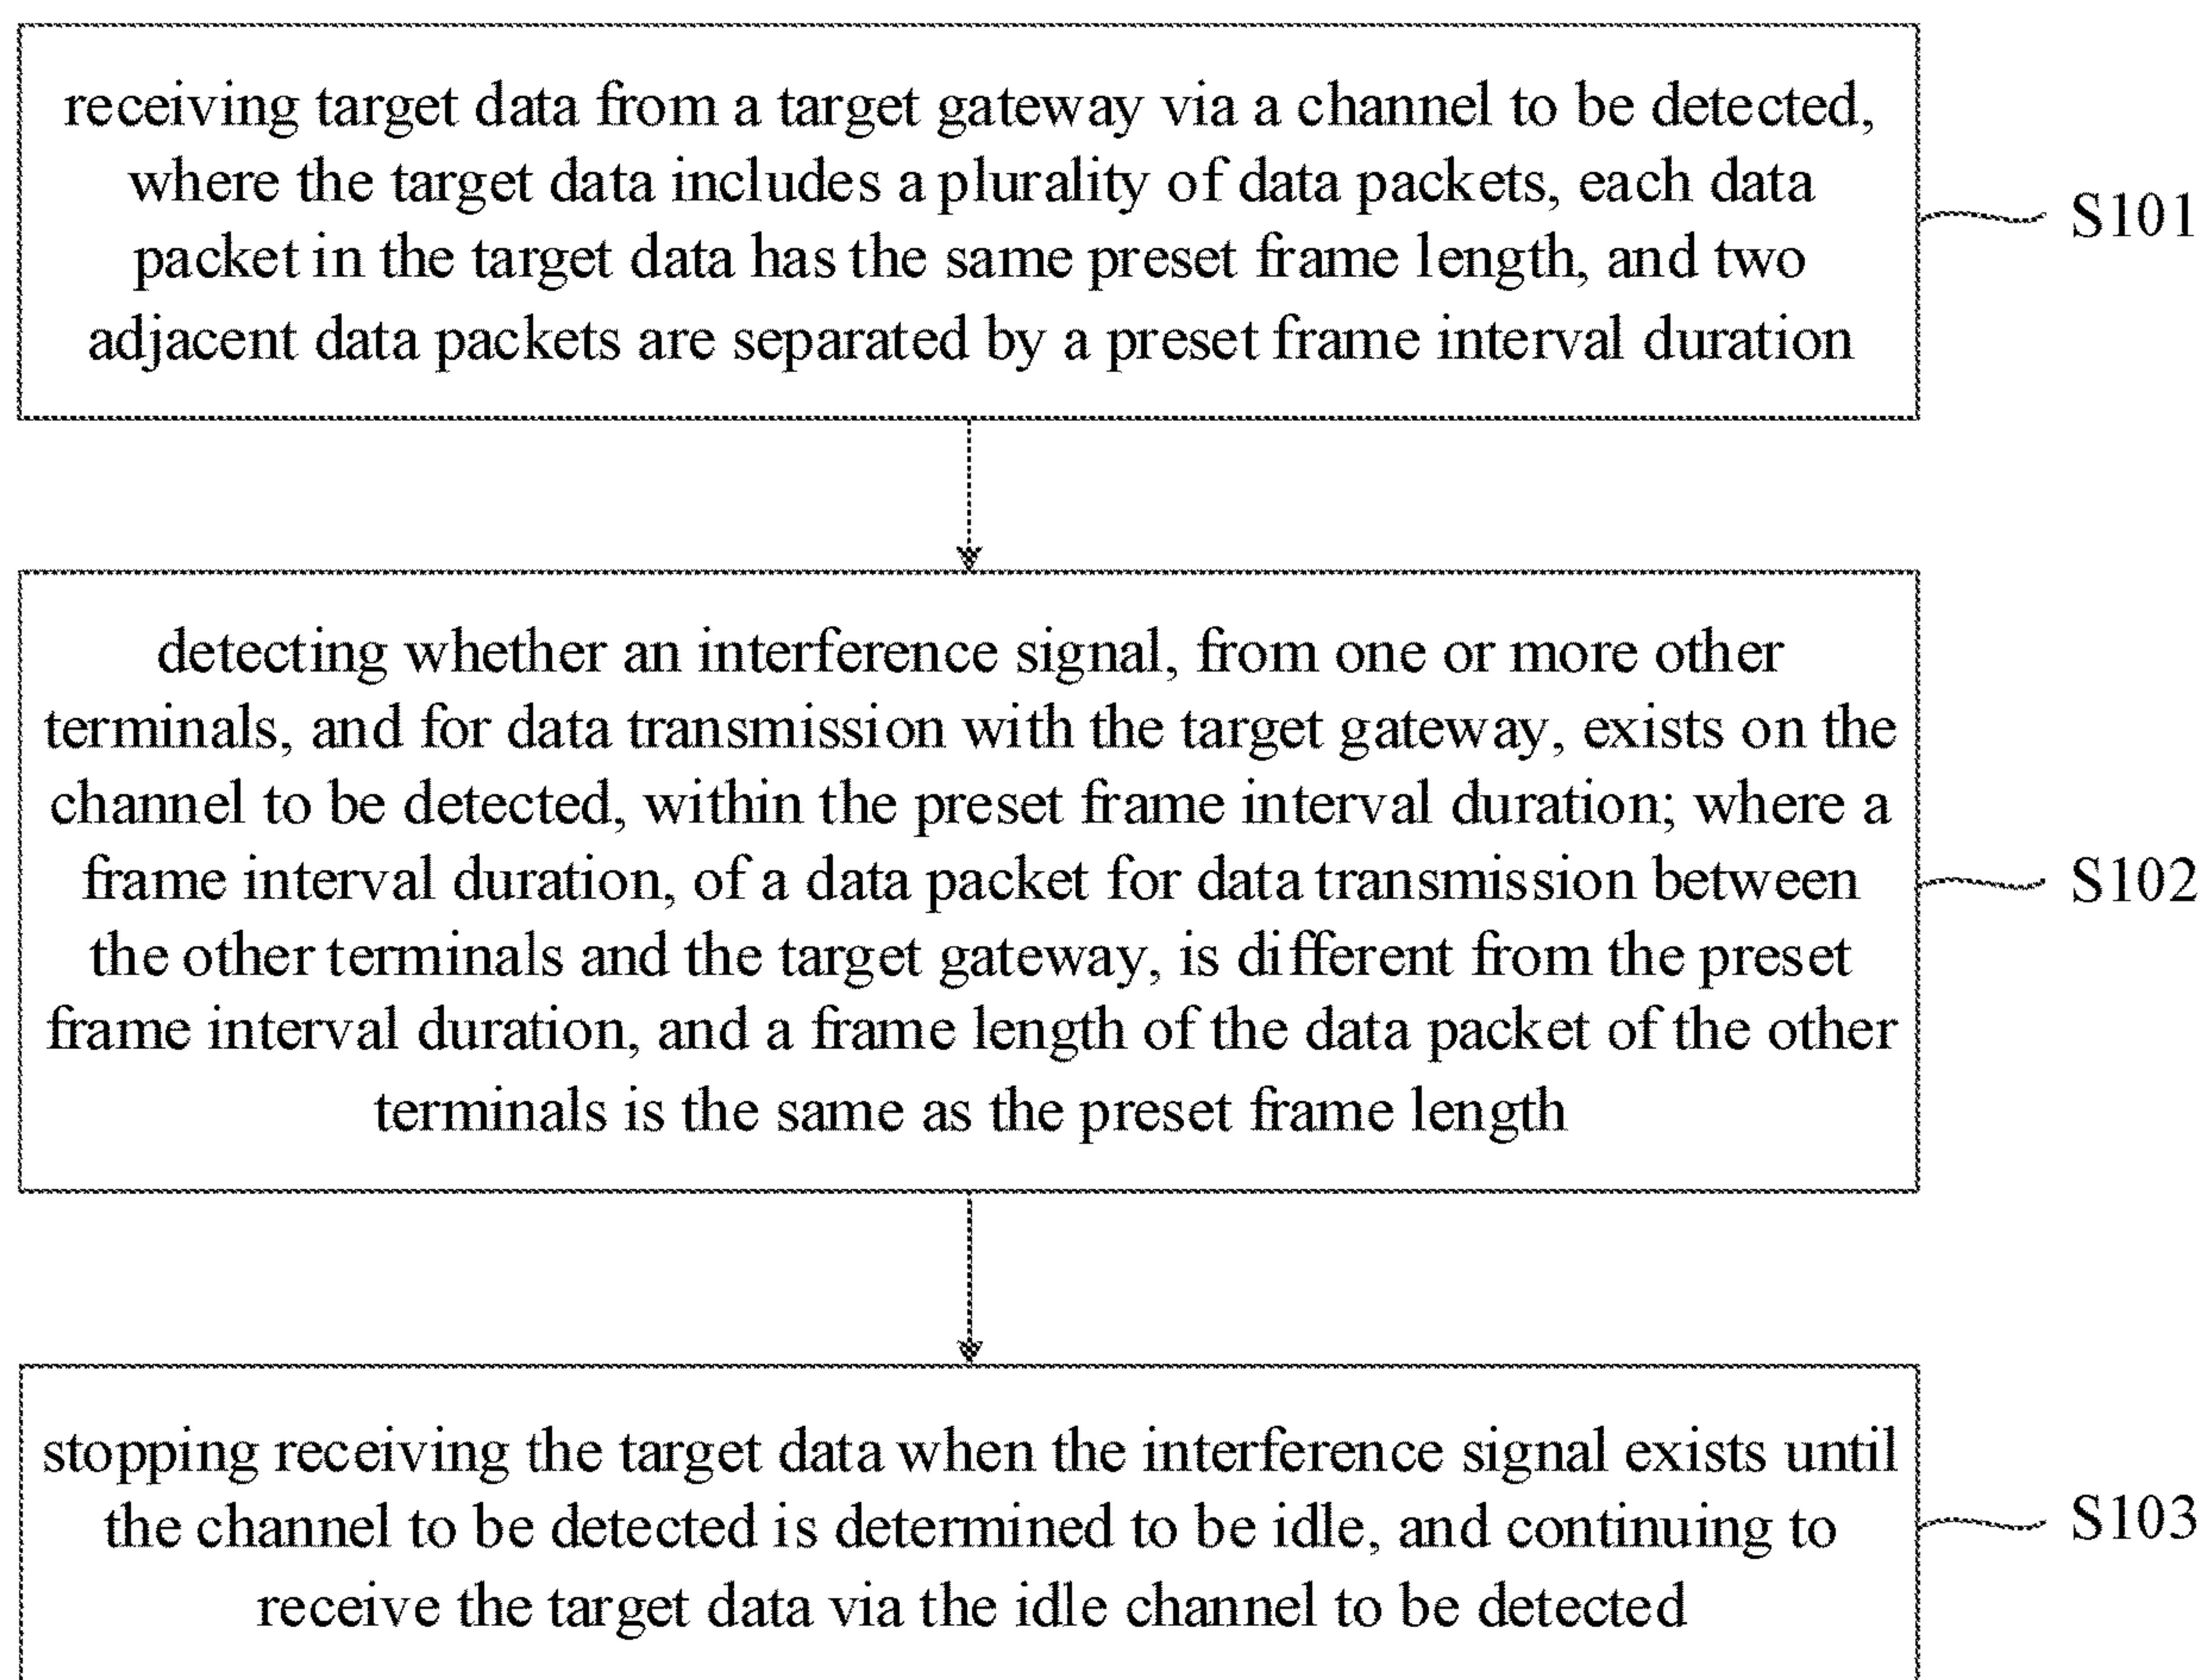 receiving target data from a target gateway via a channel to be detected,
where the target data includes a plurality of data packets, each data
packet in the target data has the same preset frame length, and two
adjacent data packets are separated by a preset frame interval duration
S101
detecting whether an interference signal, from one or more other
terminals, and for data transmission with the target gateway, exists on the
channel to be detected, within the preset frame interval duration; where a
frame interval duration, of a data packet for data transmission between
the other terminals and the target gateway, is different from the preset
frame interval duration, and a frame length of the data packet of the other
terminals is the same as the preset frame length
S102
stopping receiving the target data when the interference signal exists until
the channel to be detected is determined to be idle, and continuing to
receive the target data via the idle channel to be detected
S103